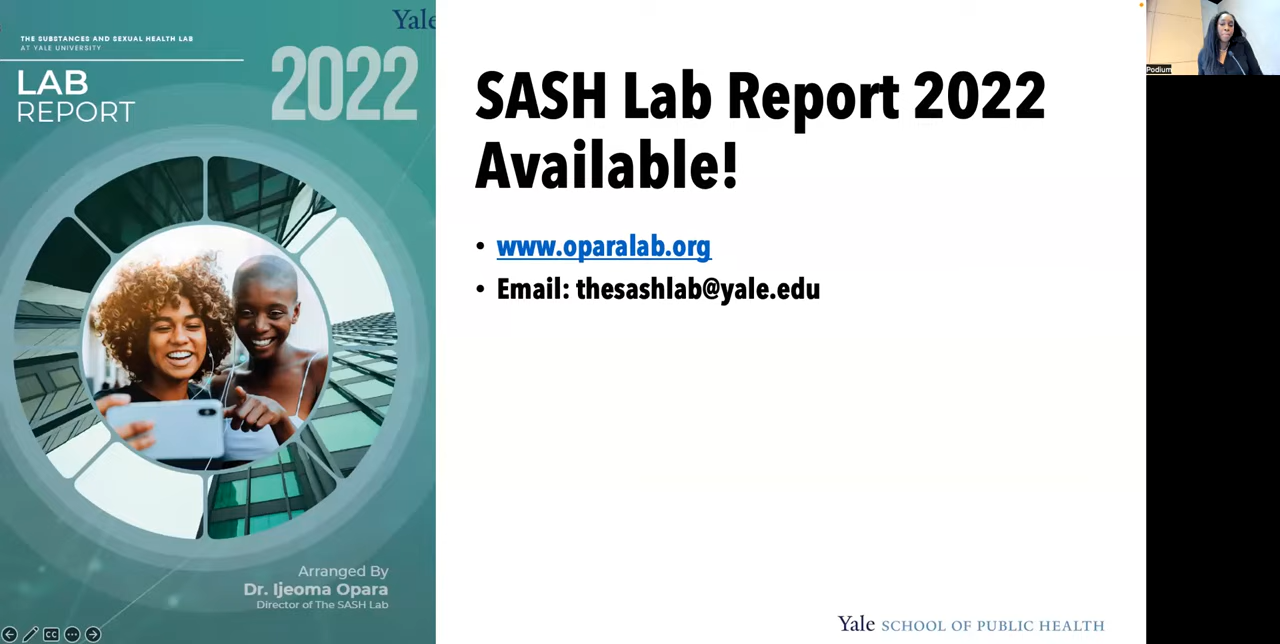 Yale
THE SUBSTANCES AND SEXUAL HEALTH LAB
AT YALE UNIVERSITY
LAB
REPORT
2022
Arranged By
Dr. Ijeoma Opara
Director of The SASH Lab
SASH Lab Report 2022
Available!
• www.oparalab.org
• Email: thesashlab@yale.edu
Yale SCHOOL OF PUBLIC HEALTH
Podium
CC